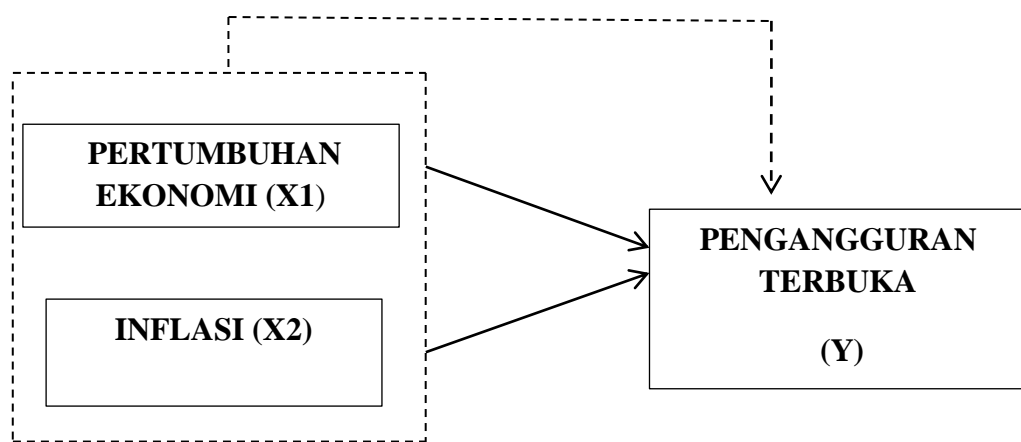 PERTUMBUHAN
EKONOMI (X1)
INFLASI (X2)
PENGANGGURAN
TERBUKA
(Y)